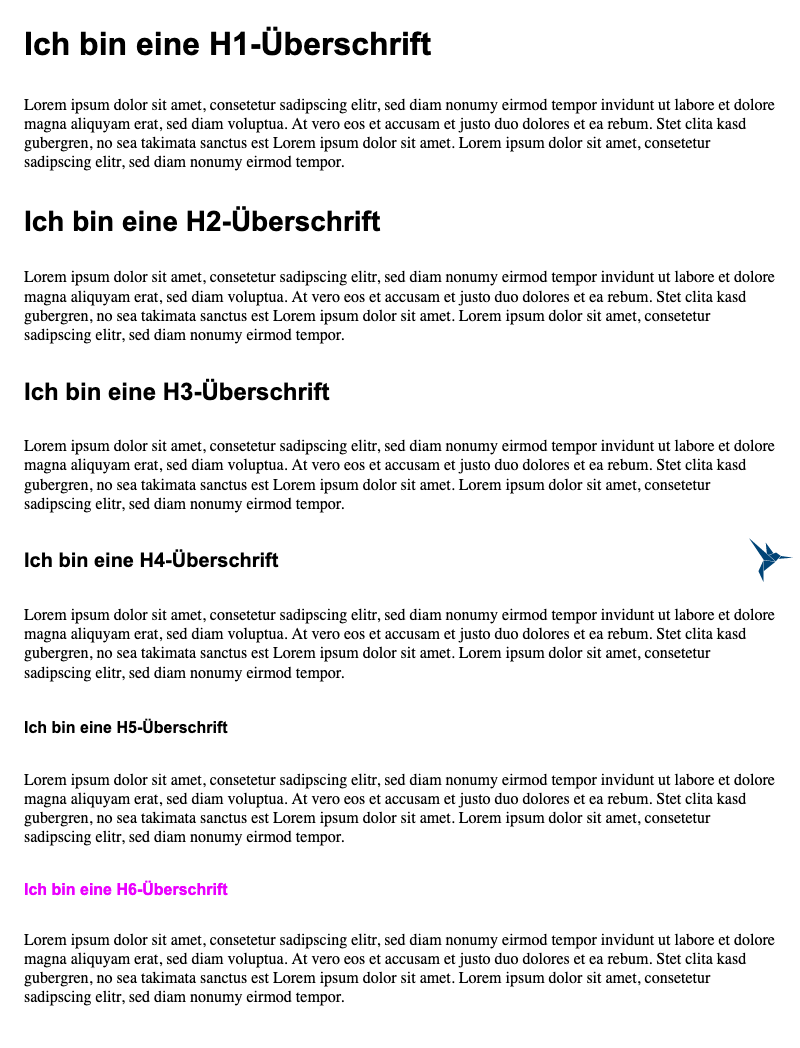 Ich bin eine H1-Überschrift
Lorem ipsum dolor sit amet, consetetur sadipscing elitr, sed diam nonumy eirmod tempor invidunt ut labore et dolore
magna aliquyam erat, sed diam voluptua. At vero eos et accusam et justo duo dolores et ea rebum. Stet clita kasd
gubergren, no sea takimata sanctus est Lorem ipsum dolor sit amet. Lorem ipsum dolor sit amet, consetetur
sadipscing elitr, sed diam nonumy eirmod tempor.
Ich bin eine H2-Überschrift
Lorem ipsum dolor sit amet, consetetur sadipscing elitr, sed diam nonumy eirmod tempor invidunt ut labore et dolore
magna aliquyam erat, sed diam voluptua. At vero eos et accusam et justo duo dolores et ea rebum. Stet clita kasd
gubergren, no sea takimata sanctus est Lorem ipsum dolor sit amet. Lorem ipsum dolor sit amet, consetetur
sadipscing elitr, sed diam nonumy eirmod tempor.
Ich bin eine H3-Überschrift
Lorem ipsum dolor sit amet, consetetur sadipscing elitr, sed diam nonumy eirmod tempor invidunt ut labore et dolore
magna aliquyam erat, sed diam voluptua. At vero eos et accusam et justo duo dolores et ea rebum. Stet clita kasd
gubergren, no sea takimata sanctus est Lorem ipsum dolor sit amet. Lorem ipsum dolor sit amet, consetetur
sadipscing elitr, sed diam nonumy eirmod tempor.
Ich bin eine H4-Überschrift
Lorem ipsum dolor sit amet, consetetur sadipscing elitr, sed diam nonumy eirmod tempor invidunt ut labore et dolore
magna aliquyam erat, sed diam voluptua. At vero eos et accusam et justo duo dolores et ea rebum. Stet clita kasd
gubergren, no sea takimata sanctus est Lorem ipsum dolor sit amet. Lorem ipsum dolor sit amet, consetetur
sadipscing elitr, sed diam nonumy eirmod tempor.
Ich bin eine H5-Überschrift
Lorem ipsum dolor sit amet, consetetur sadipscing elitr, sed diam nonumy eirmod tempor invidunt ut labore et dolore
magna aliquyam erat, sed diam voluptua. At vero eos et accusam et justo duo dolores et ea rebum. Stet clita kasd
gubergren, no sea takimata sanctus est Lorem ipsum dolor sit amet. Lorem ipsum dolor sit amet, consetetur
sadipscing elitr, sed diam nonumy eirmod tempor.
Ich bin eine H6-Überschrift
Lorem ipsum dolor sit amet, consetetur sadipscing elitr, sed diam nonumy eirmod tempor invidunt ut labore et dolore
magna aliquyam erat, sed diam voluptua. At vero eos et accusam et justo duo dolores et ea rebum. Stet clita kasd
gubergren, no sea takimata sanctus est Lorem ipsum dolor sit amet. Lorem ipsum dolor sit amet, consetetur
sadipscing elitr, sed diam nonumy eirmod tempor.